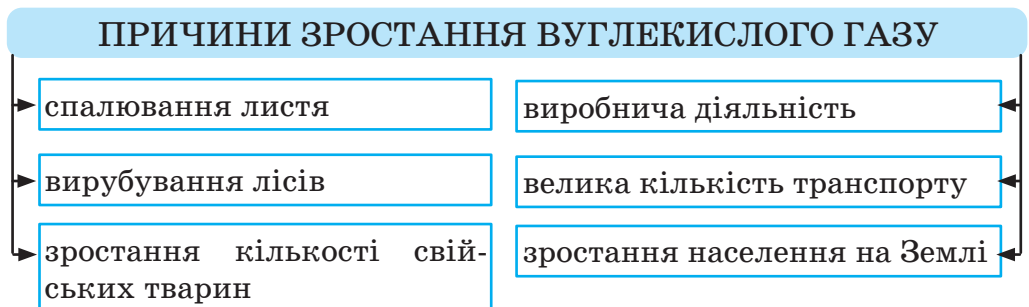 ПРИЧИНИ ЗРОСТАННЯ ВУГЛЕКИСЛОГО ГАЗУ
спалювання листя
вирубування лісів
зростання кількості свій-
ських тварин
виробнича діяльність
велика кількість транспорту
зростання населення на Землі